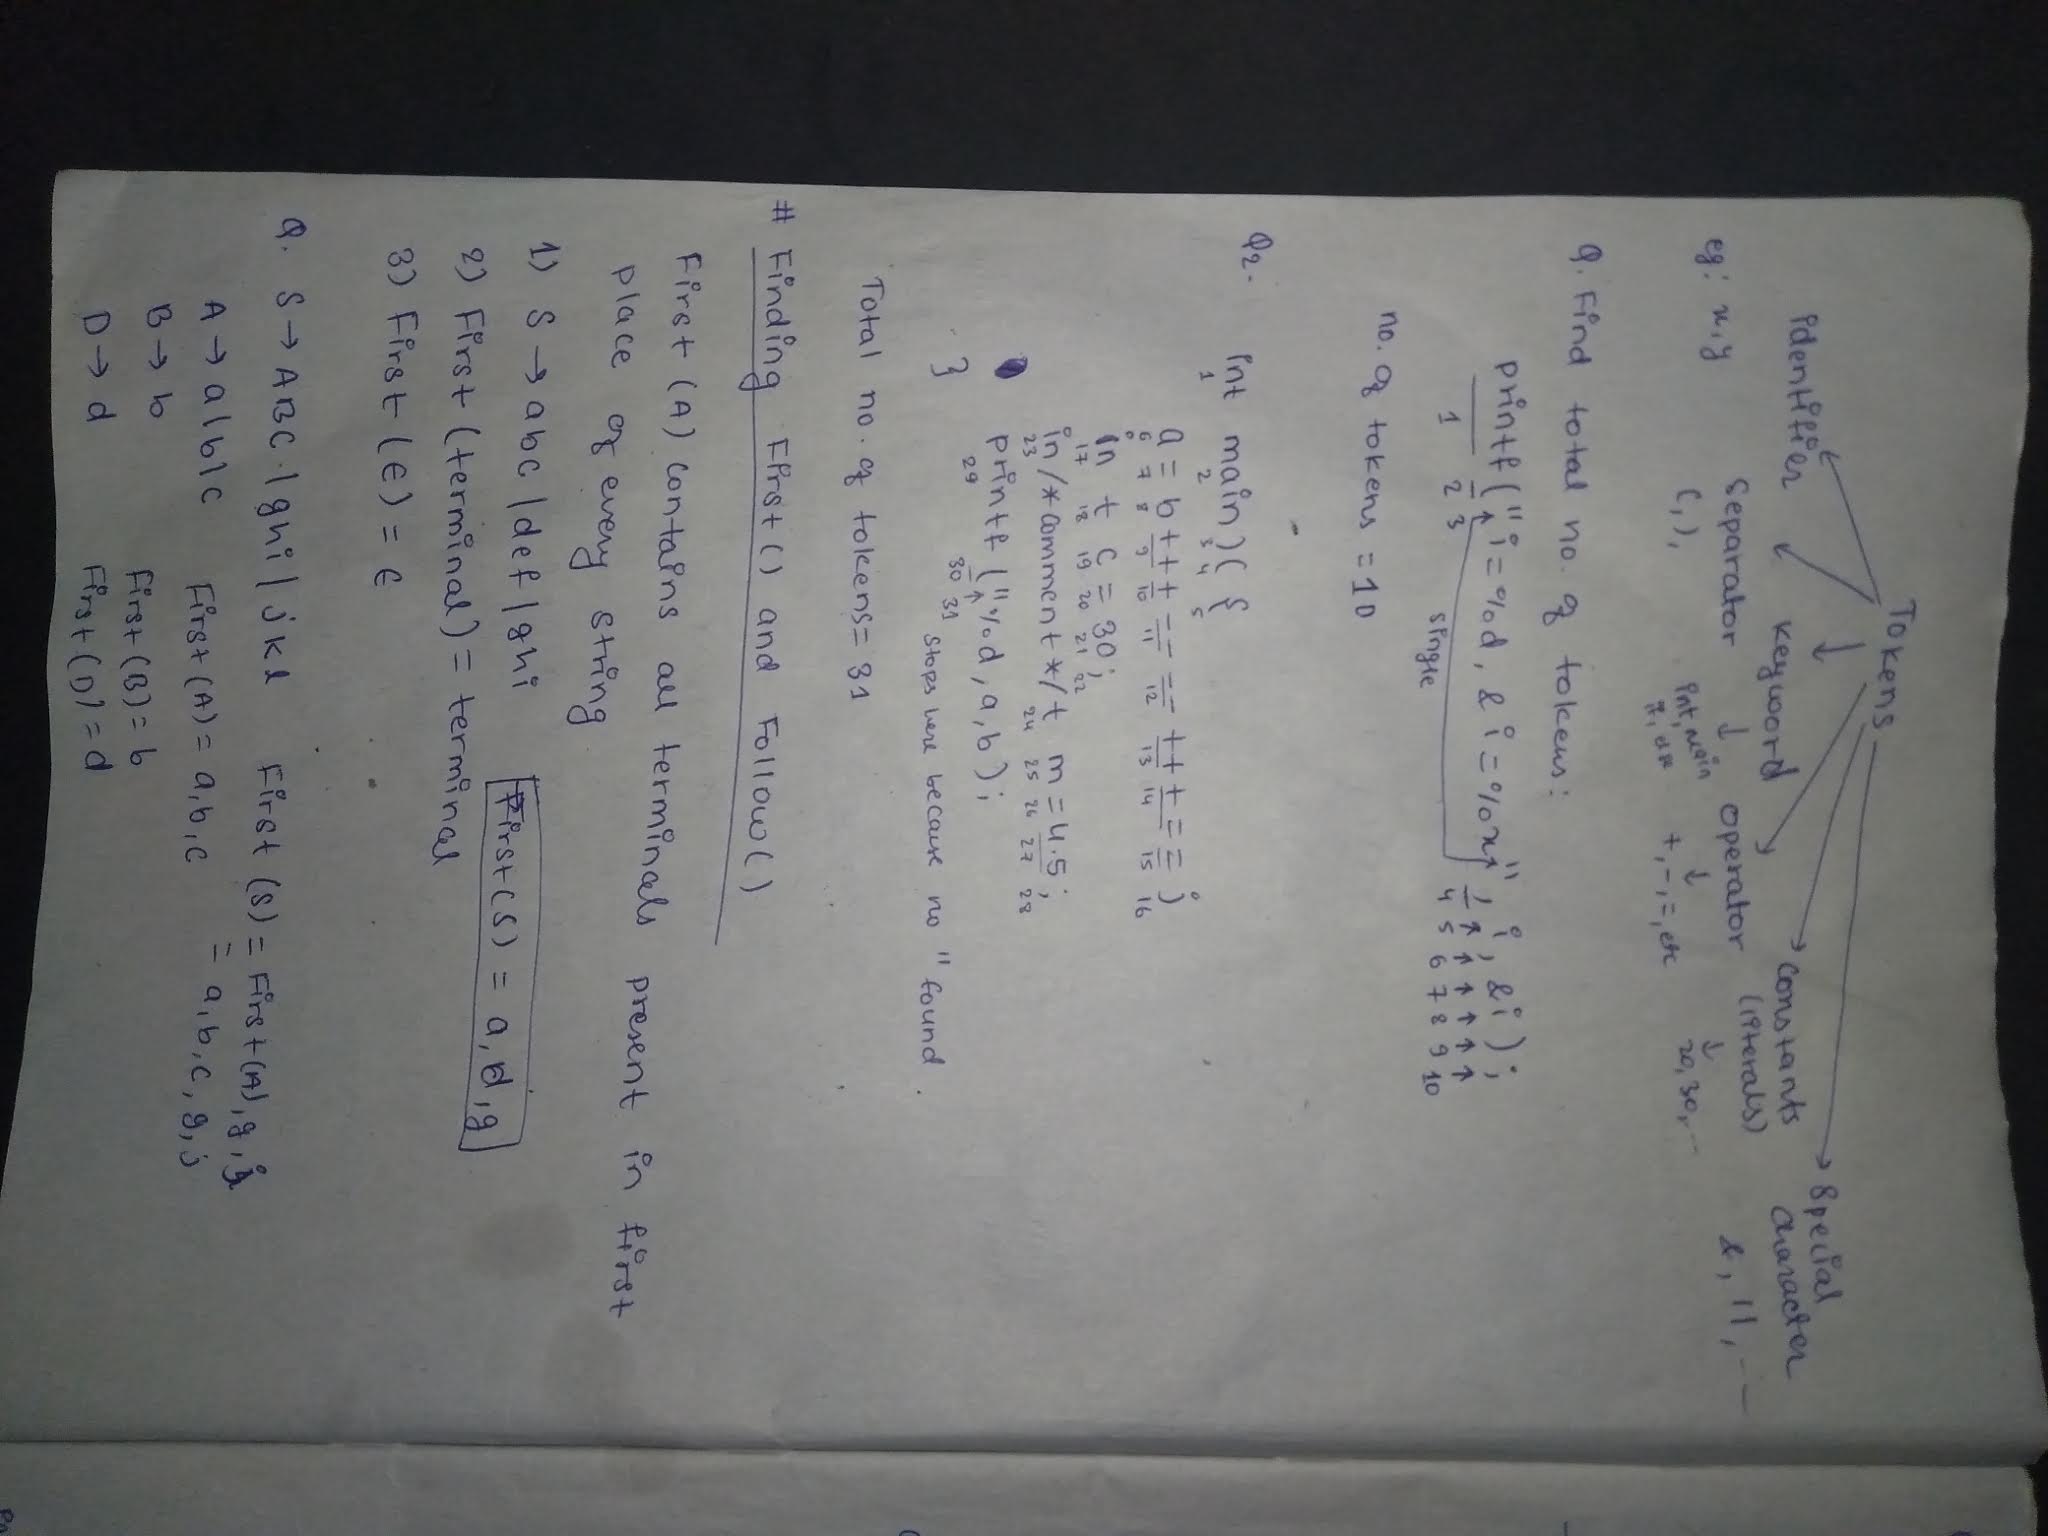 Tokens
identifier
Separator
keyword
operator
constants
(literals)
Special
character
eg: x, y
(, ),
int, main
if, else
+, -, =, etc
20, 30, ...
&, ||, --
Q. Find total no. of tokens:
printf ("i=%d, &i=%x", i, &i);
1 2 3 single 4 5 6 7 8 9 10
no. of tokens = 10
Q2.
int main )( {
1 2 3 4 5
a = b +++ -- -- +++ == = ;
6 7 8 9 10 11 12 13 14 15 16
in t c = 30;
17 18 19 20 21 22
in /* comment */ t m = 4.5;
23 24 25 26 27 28
printf ("%d, a, b);
29 30 31
}
stops here because no " found.
Total no. of tokens = 31
# Finding First() and Follow()
First (A) contains all terminals present in first
place of every string
1) S → abc | def | ghi First(S) = a, d, g
2) First (terminal) = terminal
3) First (ϵ) = ϵ
Q. S → ABC | ghi | jkl First (S) = First(A), g, j
= a, b, c, g, j
A → a | b | c First (A) = a, b, c
B → b First (B) = b
D → d First (D) = d